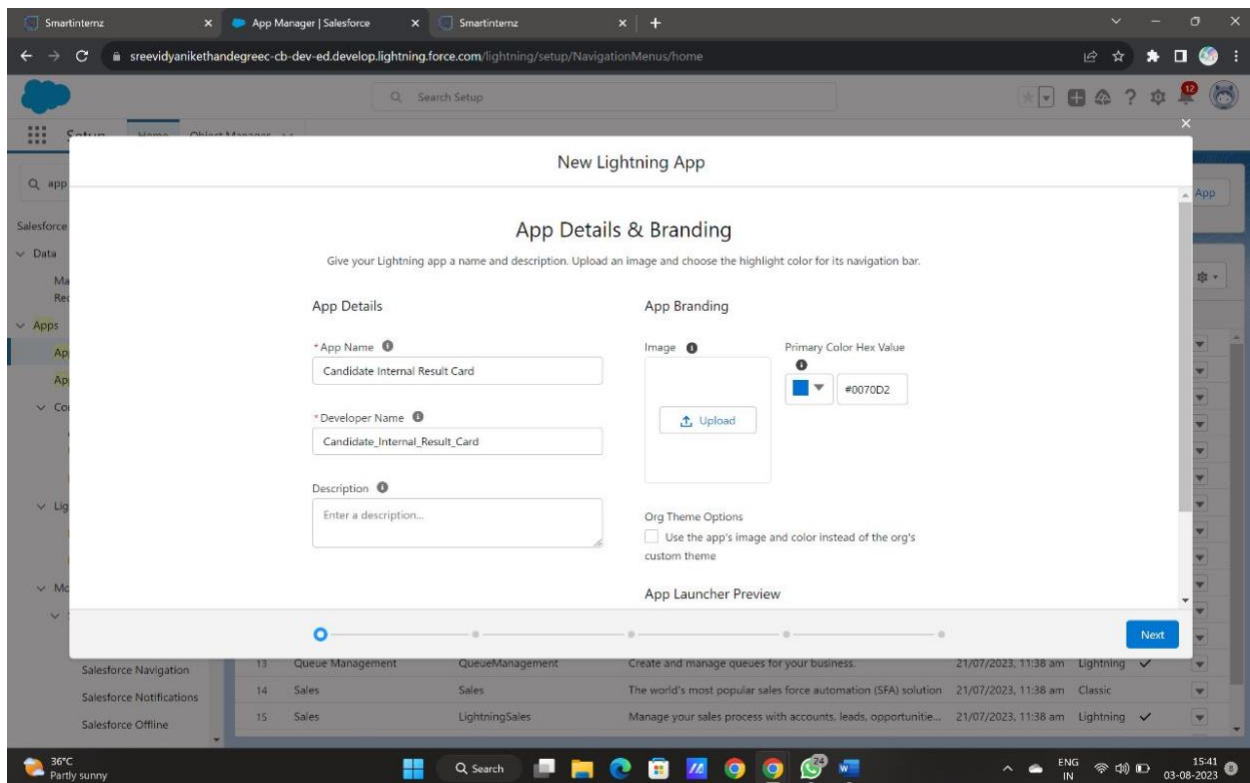 Smartinternz
App Manager | Salesforce
Smartinternz
sreevidyanikethandegreec-cb-dev-ed.develop.lightning.force.com/lightning/setup/NavigationMenus/home
Search Setup
12
Setup Home Object Manager
New Lightning App
app
App
Salesforce
App Details & Branding
Data
Give your Lightning app a name and description. Upload an image and choose the highlight color for its navigation bar.
App Details
App Branding
Apps
*App Name
Image
Primary Color Hex Value
Candidate Internal Result Card
#0070D2
*Developer Name
Upload
Candidate_Internal_Result_Card
Description
Enter a description...
Org Theme Options
Use the app's image and color instead of the org's
custom theme
App Launcher Preview
Next
Salesforce Navigation
13 Queue Management QueueManagement Create and manage queues for your business. 21/07/2023, 11:38 am Lightning
Salesforce Notifications
14 Sales Sales The world's most popular sales force automation (SFA) solution 21/07/2023, 11:38 am Classic
Salesforce Offline
15 Sales LightningSales Manage your sales process with accounts, leads, opportunitie... 21/07/2023, 11:38 am Lightning
36°C
Partly sunny
Search
24
ENG
IN
15:41
03-08-2023